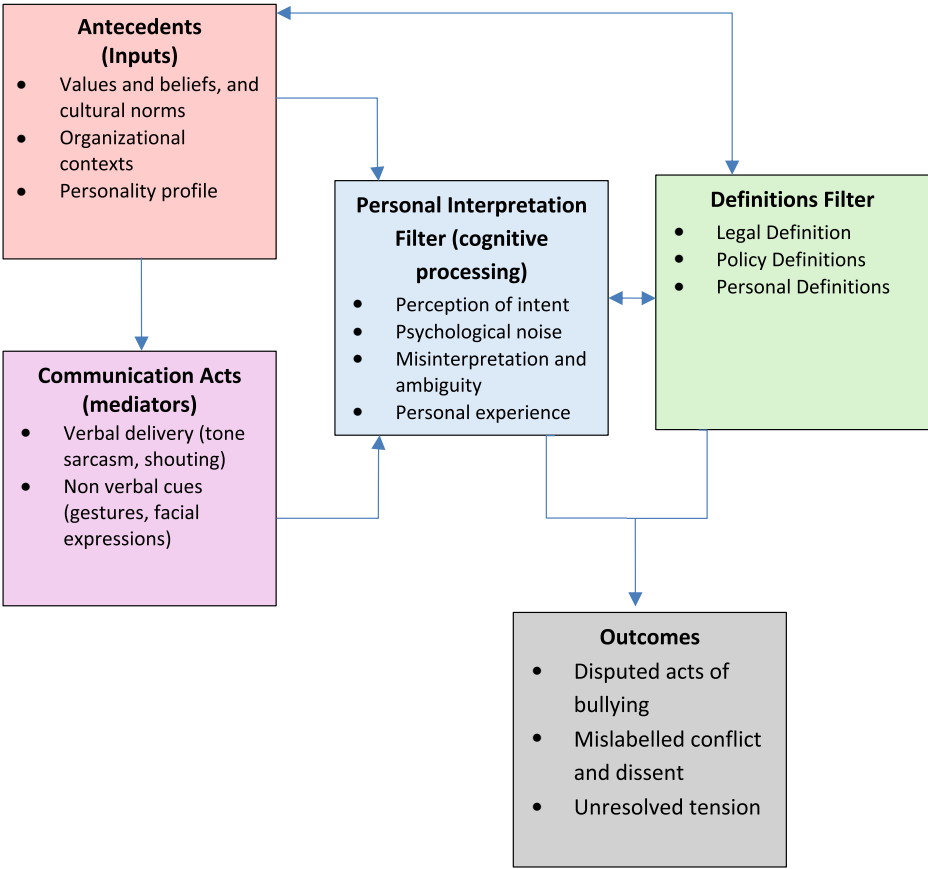 Antecedents
(Inputs)
● Values and beliefs, and
cultural norms
● Organizational
contexts
● Personality profile
Personal Interpretation
Filter (cognitive
processing)
● Perception of intent
● Psychological noise
● Misinterpretation and
ambiguity
● Personal experience
Definitions Filter
● Legal Definition
● Policy Definitions
● Personal Definitions
Communication Acts
(mediators)
● Verbal delivery (tone
sarcasm, shouting)
● Non verbal cues
(gestures, facial
expressions)
Outcomes
● Disputed acts of
bullying
● Mislabelled conflict
and dissent
● Unresolved tension